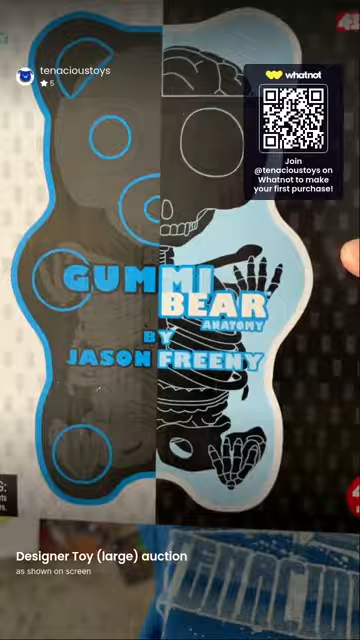 tenacioustoys
★ 5
whatnot
Join
@tenacioustoys on
Whatnot to make
your first purchase!
GUMMI
BEAR
ANATOMY
BY
JASON FREENY
Designer Toy (large) auction
as shown on screen